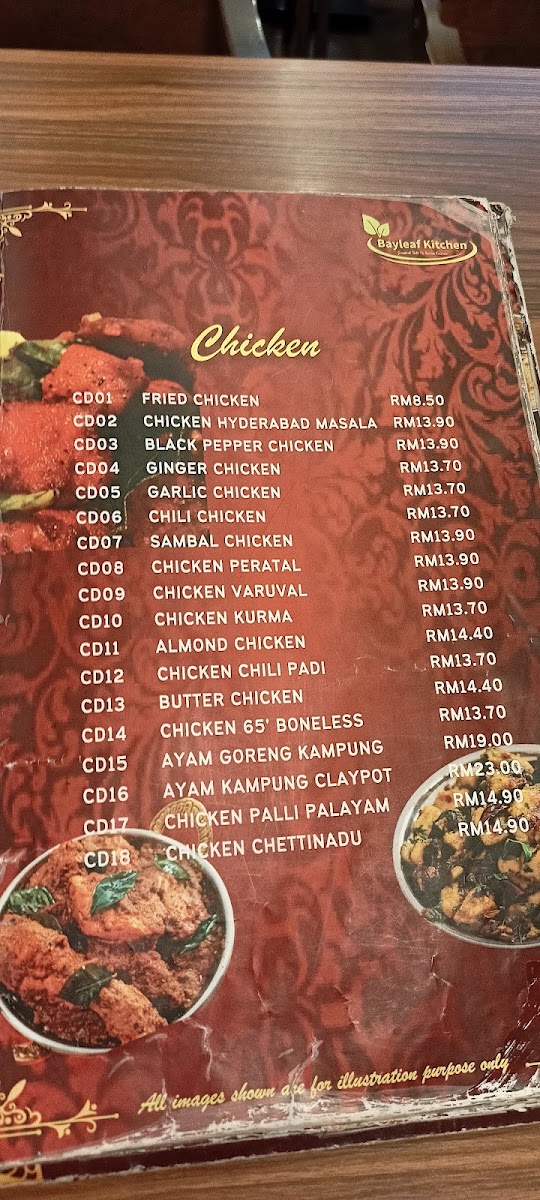 Bayleaf Kitchen
Chicken
CD01 FRIED CHICKEN RM8.50
CD02 CHICKEN HYDERABAD MASALA RM13.90
CD03 BLACK PEPPER CHICKEN RM13.90
CD04 GINGER CHICKEN RM13.70
CD05 GARLIC CHICKEN RM13.70
CD06 CHILI CHICKEN RM13.70
CD07 SAMBAL CHICKEN RM13.90
CD08 CHICKEN PERATAL RM13.90
CD09 CHICKEN VARUVAL RM13.90
CD10 CHICKEN KURMA RM13.70
CD11 ALMOND CHICKEN RM14.40
CD12 CHICKEN CHILI PADI RM13.70
CD13 BUTTER CHICKEN RM14.40
CD14 CHICKEN 65' BONELESS RM13.70
CD15 AYAM GORENG KAMPUNG RM19.00
CD16 AYAM KAMPUNG CLAYPOT RM23.00
CD17 CHICKEN PALLI PALAYAM RM14.90
CD18 CHICKEN CHETTINADU RM14.90
All images shown are for illustration purpose only